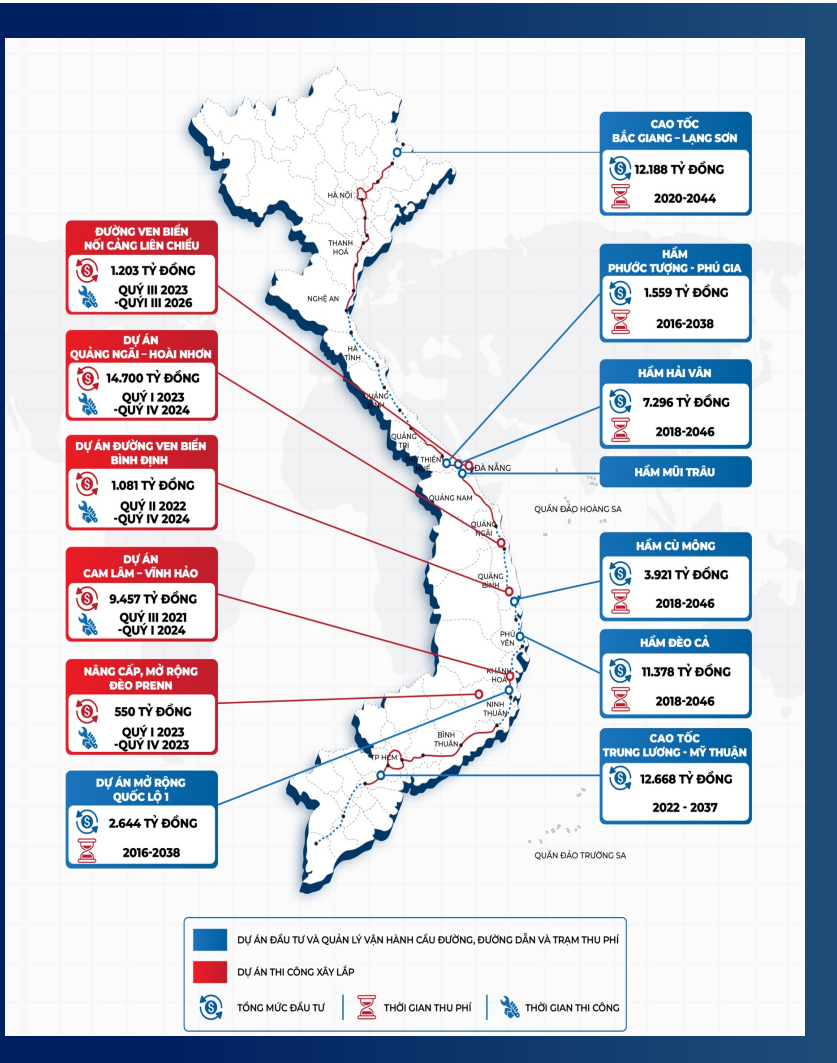 CAO TỐC
BẮC GIANG – LẠNG SƠN
12.188 TỶ ĐỒNG
2020-2044
HÀ NỘI
THANH
HOÁ
NGHỆ AN
HÀ
TĨNH
QUẢNG
BÌNH
QUẢNG
TRỊ
THỪA THIÊN
HUẾ
ĐÀ NẴNG
QUẢNG NAM
QUẢNG
NGÃI
QUẢNG
BÌNH
PHÚ
YÊN
KHÁNH
HOÀ
NINH
THUẬN
BÌNH
THUẬN
TP HCM
QUẦN ĐẢO HOÀNG SA
QUẦN ĐẢO TRƯỜNG SA
ĐƯỜNG VEN BIỂN
NỐI CẢNG LIÊN CHIỂU
1.203 TỶ ĐỒNG
QUÝ III 2023
-QUÝI III 2026
DỰ ÁN
QUẢNG NGÃI – HOÀI NHƠN
14.700 TỶ ĐỒNG
QUÝ I 2023
-QUÝ IV 2024
DỰ ÁN ĐƯỜNG VEN BIỂN
BÌNH ĐỊNH
1.081 TỶ ĐỒNG
QUÝ II 2022
-QUÝ IV 2024
DỰ ÁN
CAM LÂM – VĨNH HẢO
9.457 TỶ ĐỒNG
QUÝ III 2021
-QUÝ I 2024
NÂNG CẤP, MỞ RỘNG
ĐÈO PRENN
550 TỶ ĐỒNG
QUÝ I 2023
-QUÝ IV 2023
DỰ ÁN MỞ RỘNG
QUỐC LỘ 1
2.644 TỶ ĐỒNG
2016-2038
HẦM
PHƯỚC TƯỢNG - PHÚ GIA
1.559 TỶ ĐỒNG
2016-2038
HẦM HẢI VÂN
7.296 TỶ ĐỒNG
2018-2046
HẦM MŨI TRÂU
HẦM CÙ MÔNG
3.921 TỶ ĐỒNG
2018-2046
HẦM ĐÈO CẢ
11.378 TỶ ĐỒNG
2018-2046
CAO TỐC
TRUNG LƯƠNG - MỸ THUẬN
12.668 TỶ ĐỒNG
2022 - 2037
DỰ ÁN ĐẦU TƯ VÀ QUẢN LÝ VẬN HÀNH CẦU ĐƯỜNG, ĐƯỜNG DẪN VÀ TRẠM THU PHÍ
DỰ ÁN THI CÔNG XÂY LẮP
TỔNG MỨC ĐẦU TƯ
THỜI GIAN THU PHÍ
THỜI GIAN THI CÔNG